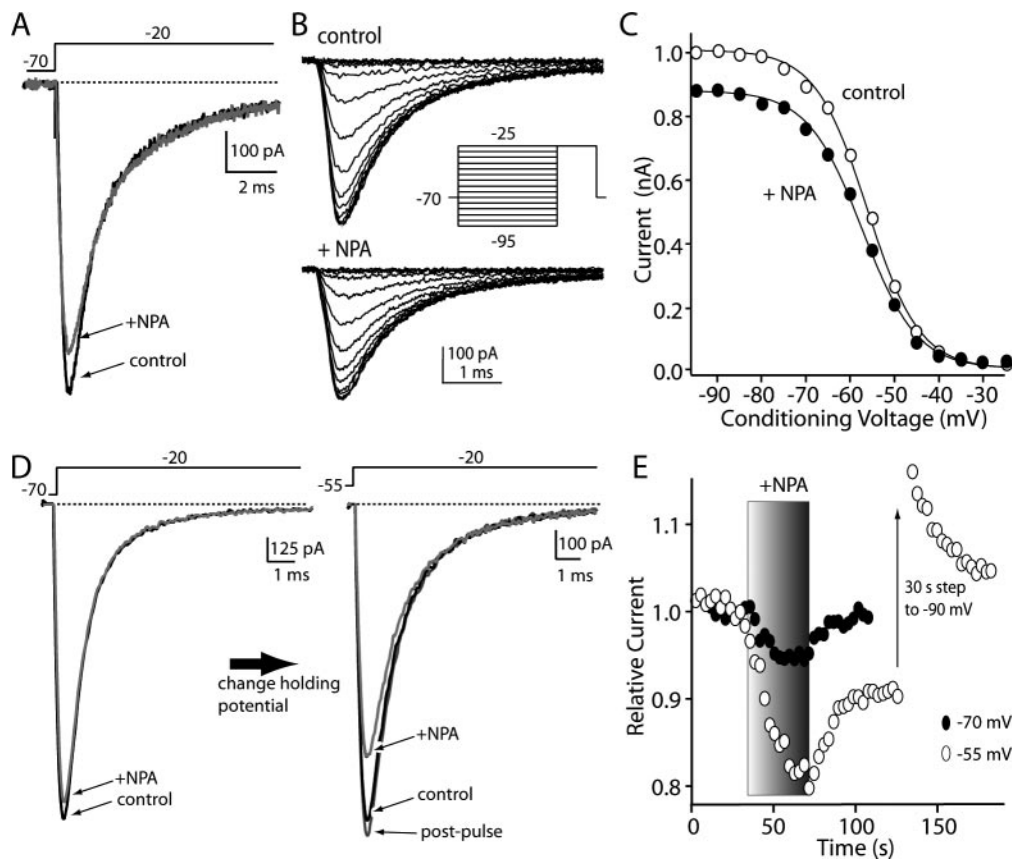 A
-20
-70
100 pA
2 ms
+NPA
control
B
control
-25
-70
-95
+ NPA
100 pA
1 ms
C
1.0
0.8
0.6
0.4
0.2
0.0
Current (nA)
control
+ NPA
-90 -80 -70 -60 -50 -40 -30
Conditioning Voltage (mV)
D
-20
-70
125 pA
1 ms
+NPA
control
change holding
potential
-20
-55
100 pA
1 ms
+NPA
control
post-pulse
E
+NPA
1.1
1.0
0.9
0.8
Relative Current
30 s step
to -90 mV
-70 mV
-55 mV
0 50 100 150
Time (s)